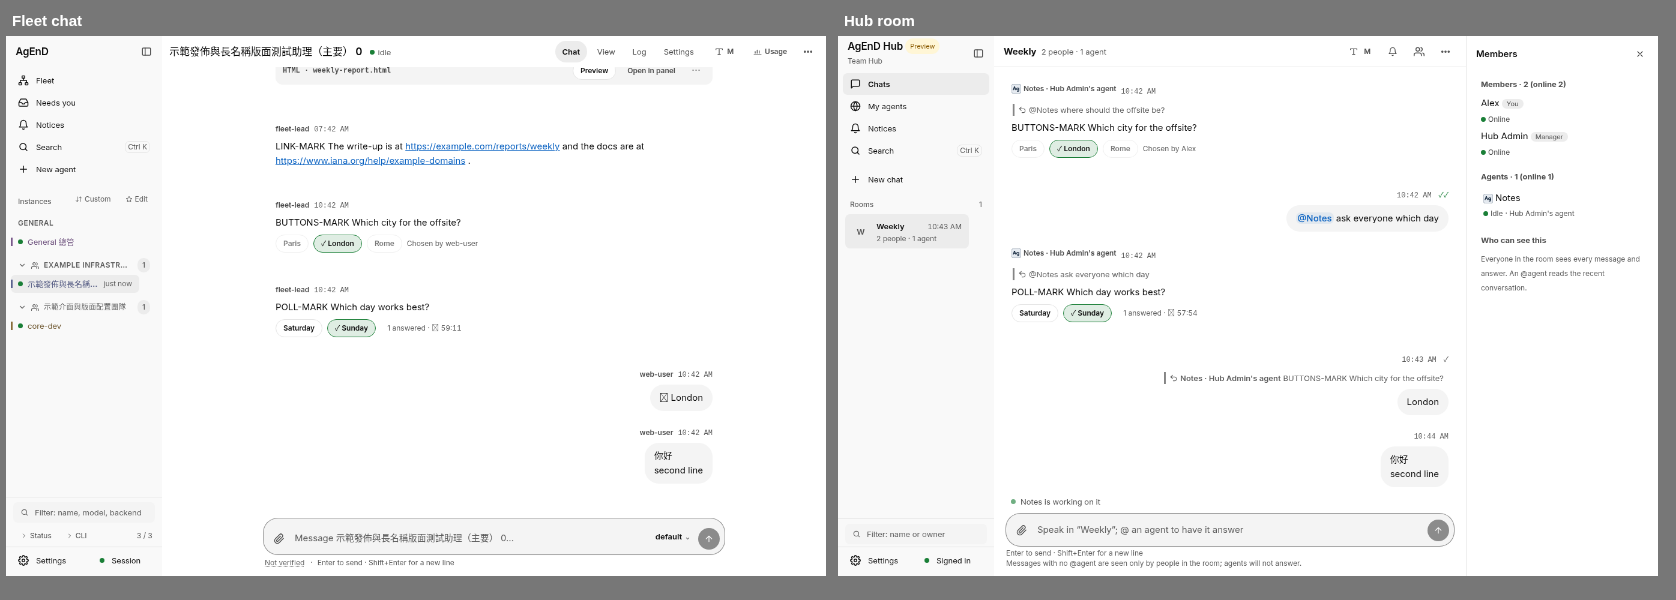 Fleet chat
AgEnD
Fleet
Needs you
Notices
Search Ctrl K
New agent
Instances Custom Edit
GENERAL
General 總管
EXAMPLE INFRASTR... 1
示範發佈與長名稱... just now
示範介面與版面配置團隊 1
core-dev
Filter: name, model, backend
Status CLI 3 / 3
Settings Session
示範發佈與長名稱版面測試助理（主要） 0 Idle
Chat View Log Settings M Usage
HTML · weekly-report.html Preview Open in panel
fleet-lead 07:42 AM
LINK-MARK The write-up is at https://example.com/reports/weekly and the docs are at
https://www.iana.org/help/example-domains .
fleet-lead 10:42 AM
BUTTONS-MARK Which city for the offsite?
Paris ✓London Rome Chosen by web-user
fleet-lead 10:42 AM
POLL-MARK Which day works best?
Saturday ✓Sunday 1 answered · 59:11
web-user 10:42 AM
London
web-user 10:42 AM
你好
second line
Message 示範發佈與長名稱版面測試助理（主要） 0... default
Not verified · Enter to send · Shift+Enter for a new line
Hub room
AgEnD Hub Preview
Team Hub
Chats
My agents
Notices
Search Ctrl K
New chat
Rooms 1
W Weekly 10:43 AM
2 people · 1 agent
Filter: name or owner
Settings Signed in
Weekly 2 people · 1 agent M
Ag Notes · Hub Admin's agent 10:42 AM
@Notes where should the offsite be?
BUTTONS-MARK Which city for the offsite?
Paris ✓London Rome Chosen by Alex
10:42 AM ✓✓
@Notes ask everyone which day
Ag Notes · Hub Admin's agent 10:42 AM
@Notes ask everyone which day
POLL-MARK Which day works best?
Saturday ✓Sunday 1 answered · 57:54
10:43 AM ✓
Notes · Hub Admin's agent BUTTONS-MARK Which city for the offsite?
London
10:44 AM
你好
second line
Notes is working on it
Speak in “Weekly”; @ an agent to have it answer
Enter to send · Shift+Enter for a new line
Messages with no @agent are seen only by people in the room; agents will not answer.
Members
Members · 2 (online 2)
Alex You
Online
Hub Admin Manager
Online
Agents · 1 (online 1)
Ag Notes
Idle · Hub Admin's agent
Who can see this
Everyone in the room sees every message and
answer. An @agent reads the recent
conversation.